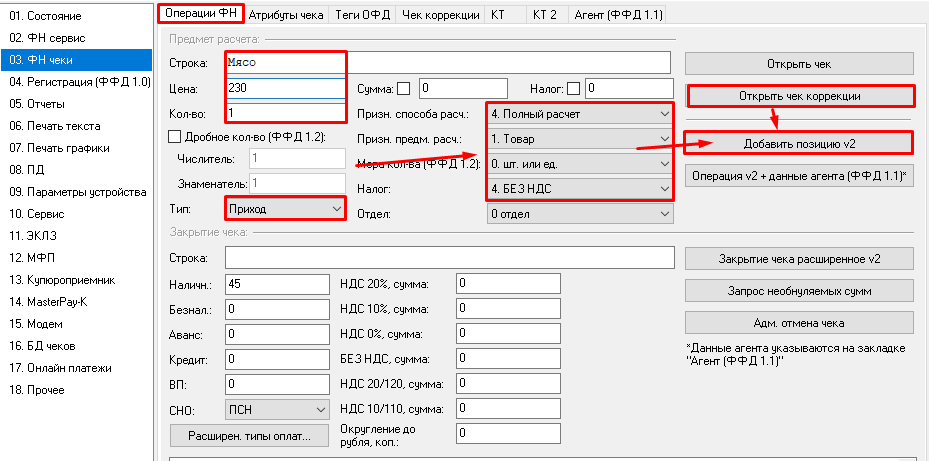 01. Состояние
02. ФН сервис
03. ФН чеки
04. Регистрация (ФФД 1.0)
05. Отчеты
06. Печать текста
07. Печать графики
08. ПД
09. Параметры устройства
10. Сервис
11. ЭКЛЗ
12. МФП
13. Купюроприемник
14. MasterPay-К
15. Модем
16. БД чеков
17. Онлайн платежи
18. Прочее
Операции ФН Атрибуты чека Теги ОФД Чек коррекции КТ КТ 2 Агент (ФФД 1.1)
Предмет расчета:
Строка: Мясо
Открыть чек
Цена: 230 Сумма: 0 Налог: 0
Открыть чек коррекции
Кол-во: 1 Призн. способа расч.: 4. Полный расчет
Дробное кол-во (ФФД 1.2): Призн. предм. расч.: 1. Товар
Добавить позицию v2
Числитель: 1 Мера кол-ва (ФФД 1.2): 0. шт. или ед.
Знаменатель: 1 Налог: 4. БЕЗ НДС
Операция v2 + данные агента (ФФД 1.1)*
Тип: Приход Отдел: 0 отдел
Закрытие чека:
Строка:
Закрытие чека расширенное v2
Наличн.: 45 НДС 20%, сумма: 0
Запрос необнуляемых сумм
Безнал.: 0 НДС 10%, сумма: 0
Адм. отмена чека
Аванс: 0 НДС 0%, сумма: 0
*Данные агента указываются на закладке
"Агент (ФФД 1.1)"
Кредит: 0 БЕЗ НДС, сумма: 0
ВП: 0 НДС 20/120, сумма: 0
СНО: ПСН НДС 10/110, сумма: 0
Расширен. типы оплат... Округление до
рубля, коп.: 0